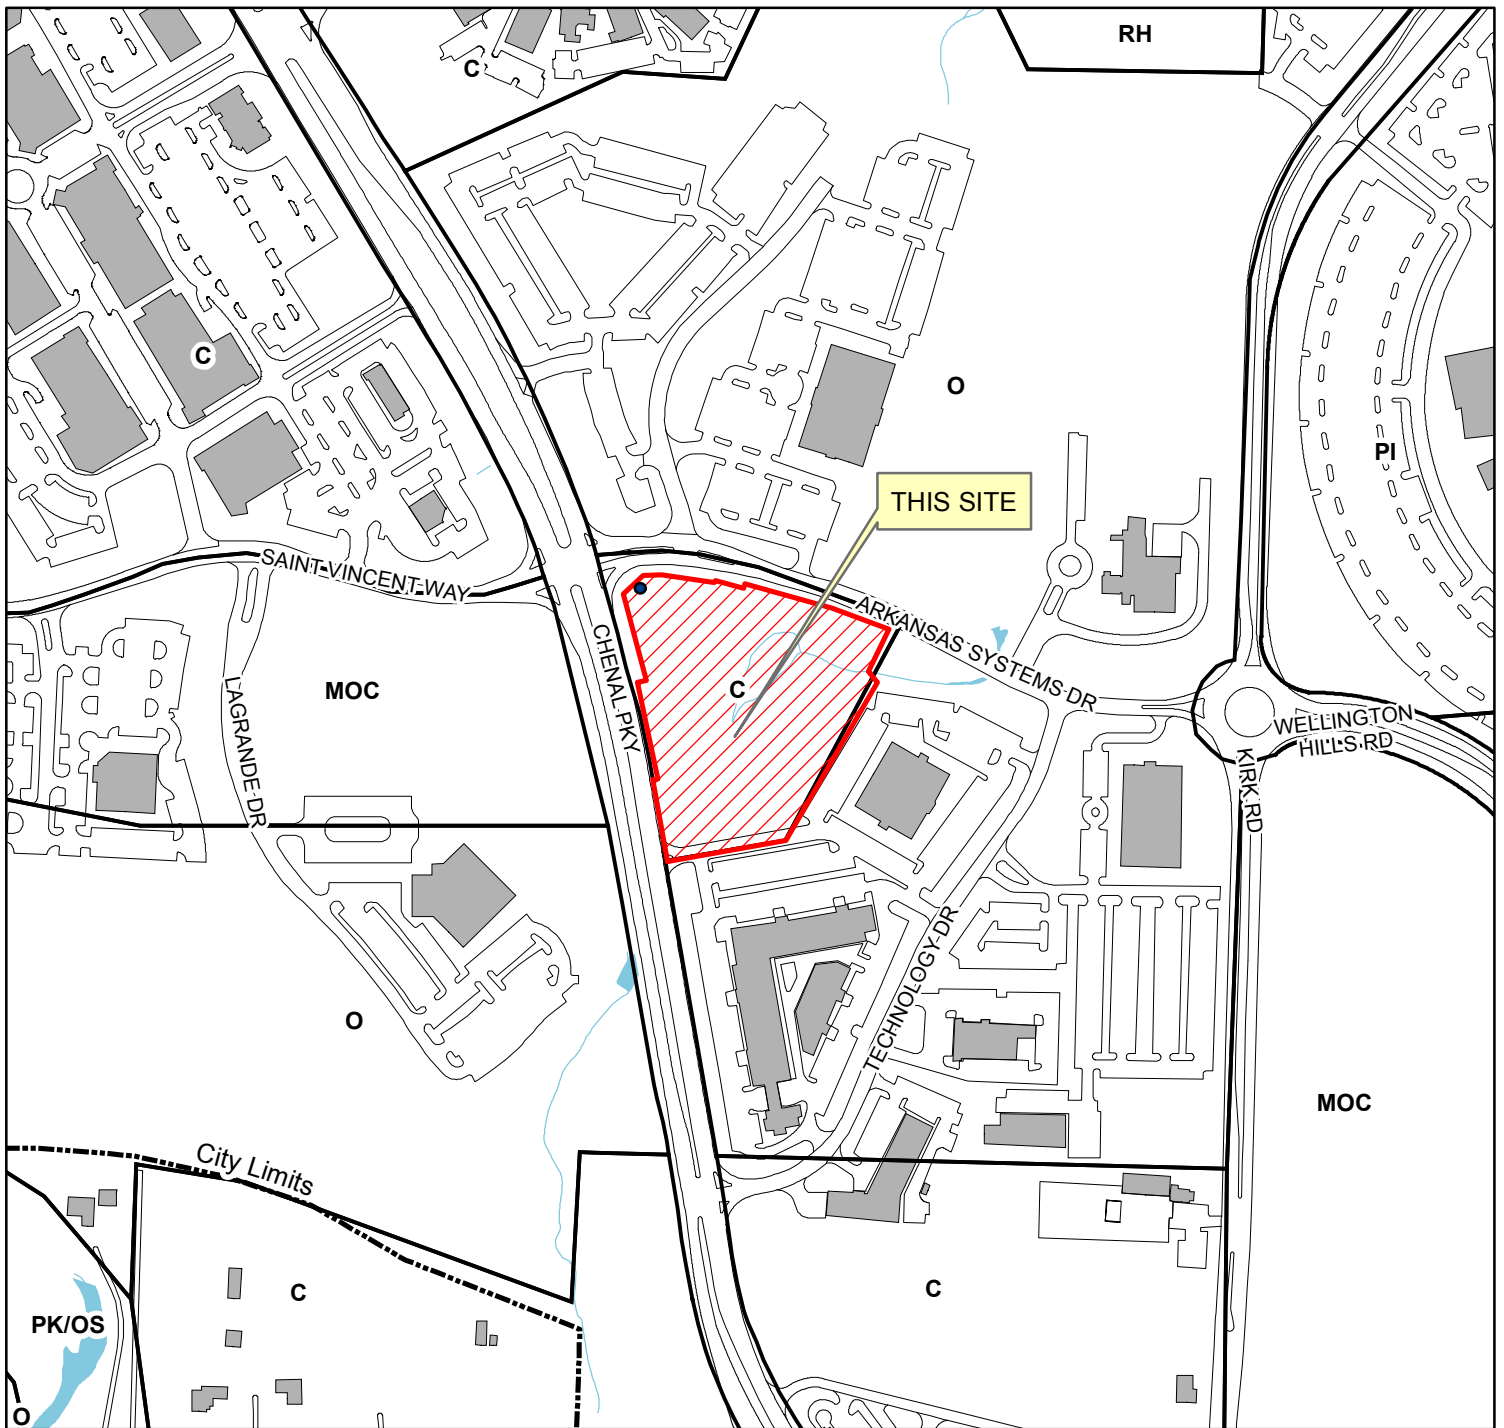 RH
C
C
O
PI
THIS SITE
SAINT VINCENT WAY
ARKANSAS SYSTEMS DR
CHENAL PKY
C
MOC
LAGRANDE DR
WELLINGTON
HILLS RD
KIRK RD
TECHNOLOGY DR
O
MOC
City Limits
C
C
PK/OS
O